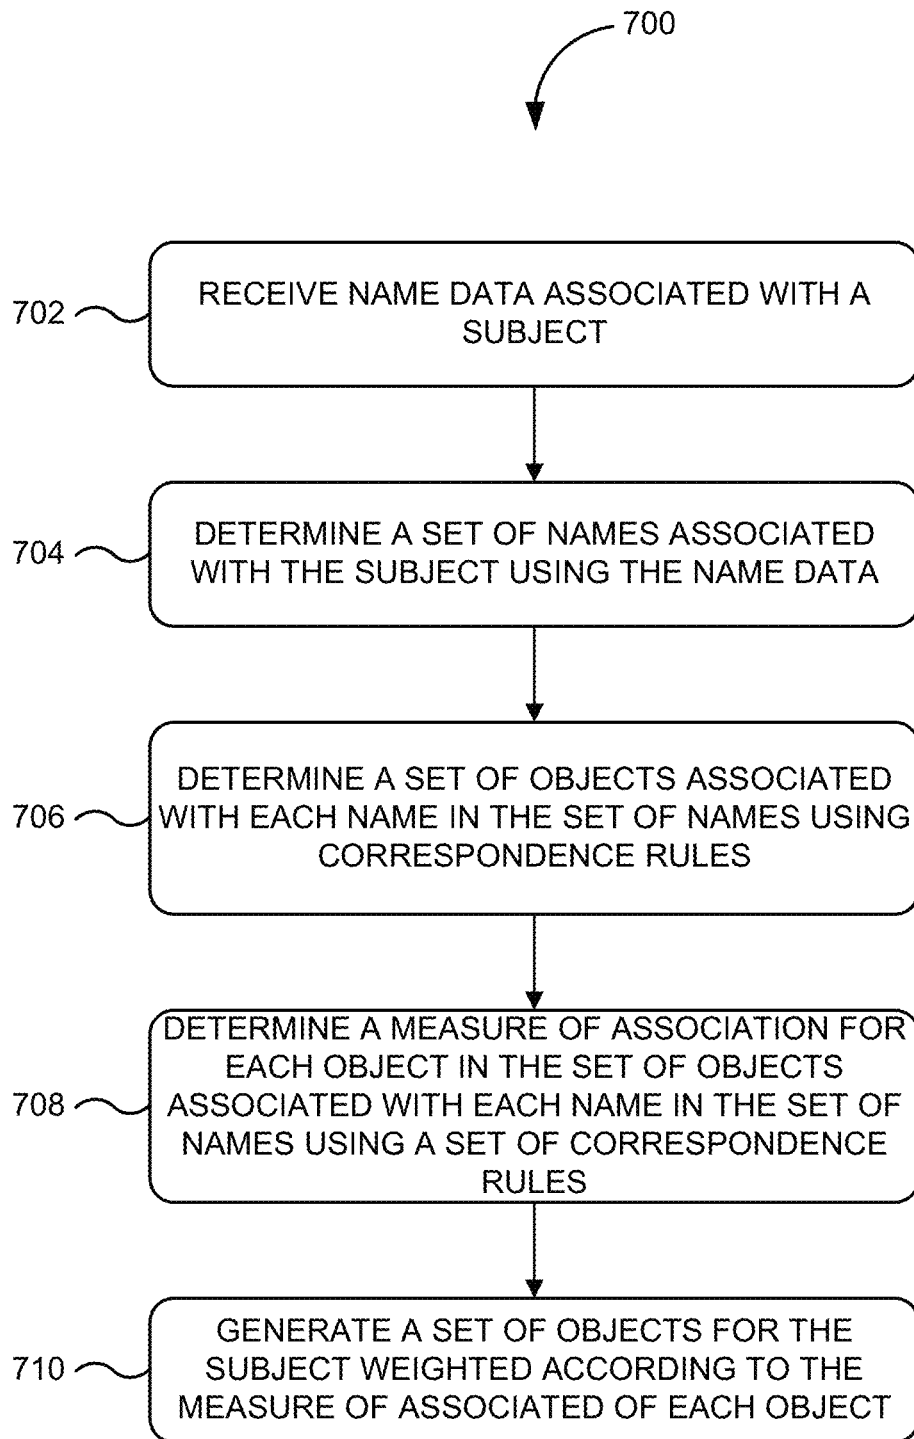 700
702
RECEIVE NAME DATA ASSOCIATED WITH A
SUBJECT
704
DETERMINE A SET OF NAMES ASSOCIATED
WITH THE SUBJECT USING THE NAME DATA
706
DETERMINE A SET OF OBJECTS ASSOCIATED
WITH EACH NAME IN THE SET OF NAMES USING
CORRESPONDENCE RULES
708
DETERMINE A MEASURE OF ASSOCIATION FOR
EACH OBJECT IN THE SET OF OBJECTS
ASSOCIATED WITH EACH NAME IN THE SET OF
NAMES USING A SET OF CORRESPONDENCE
RULES
710
GENERATE A SET OF OBJECTS FOR THE
SUBJECT WEIGHTED ACCORDING TO THE
MEASURE OF ASSOCIATED OF EACH OBJECT